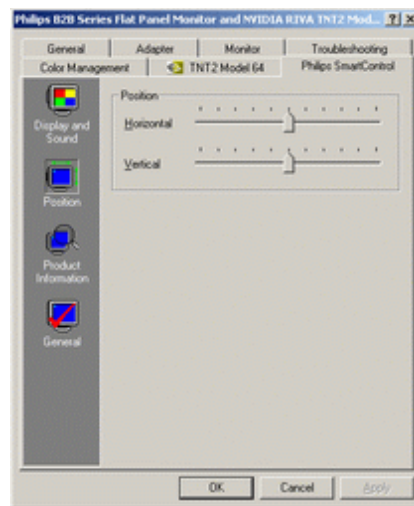 Philips B2B Series Flat Panel Monitor and NVIDIA RIVA TNT2 Mod...
General
Adapter
Monitor
Troubleshooting
Color Management
TNT2 Model 64
Philips SmartControl
Display and
Sound
Position
Product
Information
General
Position
Horizontal
Vertical
OK
Cancel
Apply